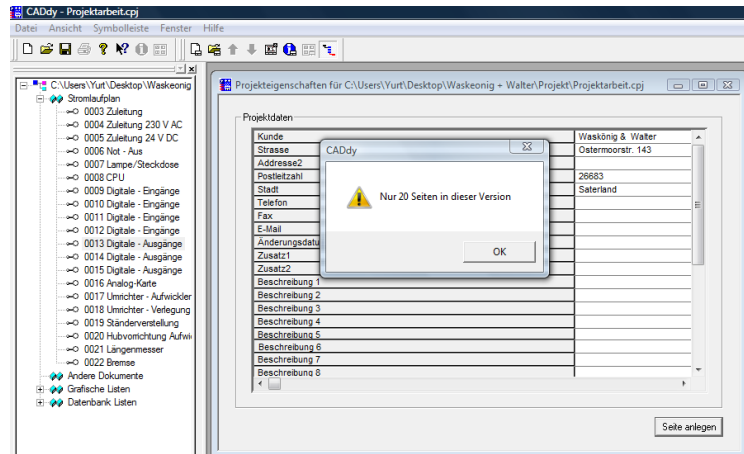 CADdy - Projektarbeit.cpj
Datei Ansicht Symbolleiste Fenster Hilfe
C:\Users\Yurt\Desktop\Waskeonig
Stromlaufplan
0003 Zuleitung
0004 Zuleitung 230 V AC
0005 Zuleitung 24 V DC
0006 Not - Aus
0007 Lampe/Steckdose
0008 CPU
0009 Digitale - Eingänge
0010 Digitale - Eingänge
0011 Digitale - Eingänge
0012 Digitale - Eingänge
0013 Digitale - Ausgänge
0014 Digitale - Ausgänge
0015 Digitale - Ausgänge
0016 Analog-Karte
0017 Umrichter - Aufwickler
0018 Umrichter - Verlegung
0019 Ständerverstellung
0020 Hubvorrichtung Aufwi
0021 Längenmesser
0022 Bremse
Andere Dokumente
Grafische Listen
Datenbank Listen
Projekteigenschaften für C:\Users\Yurt\Desktop\Waskeonig + Walter\Projekt\Projektarbeit.cpj
Projektdaten
Kunde Waskönig & Walter
Strasse Ostermoorstr. 143
Addresse2
Postleitzahl 26683
Stadt Saterland
Telefon
Fax
E-Mail
Änderungsdatu
Zusatz1
Zusatz2
Beschreibung 1
Beschreibung 2
Beschreibung 3
Beschreibung 4
Beschreibung 5
Beschreibung 6
Beschreibung 7
Beschreibung 8
CADdy
Nur 20 Seiten in dieser Version
OK
Seite anlegen